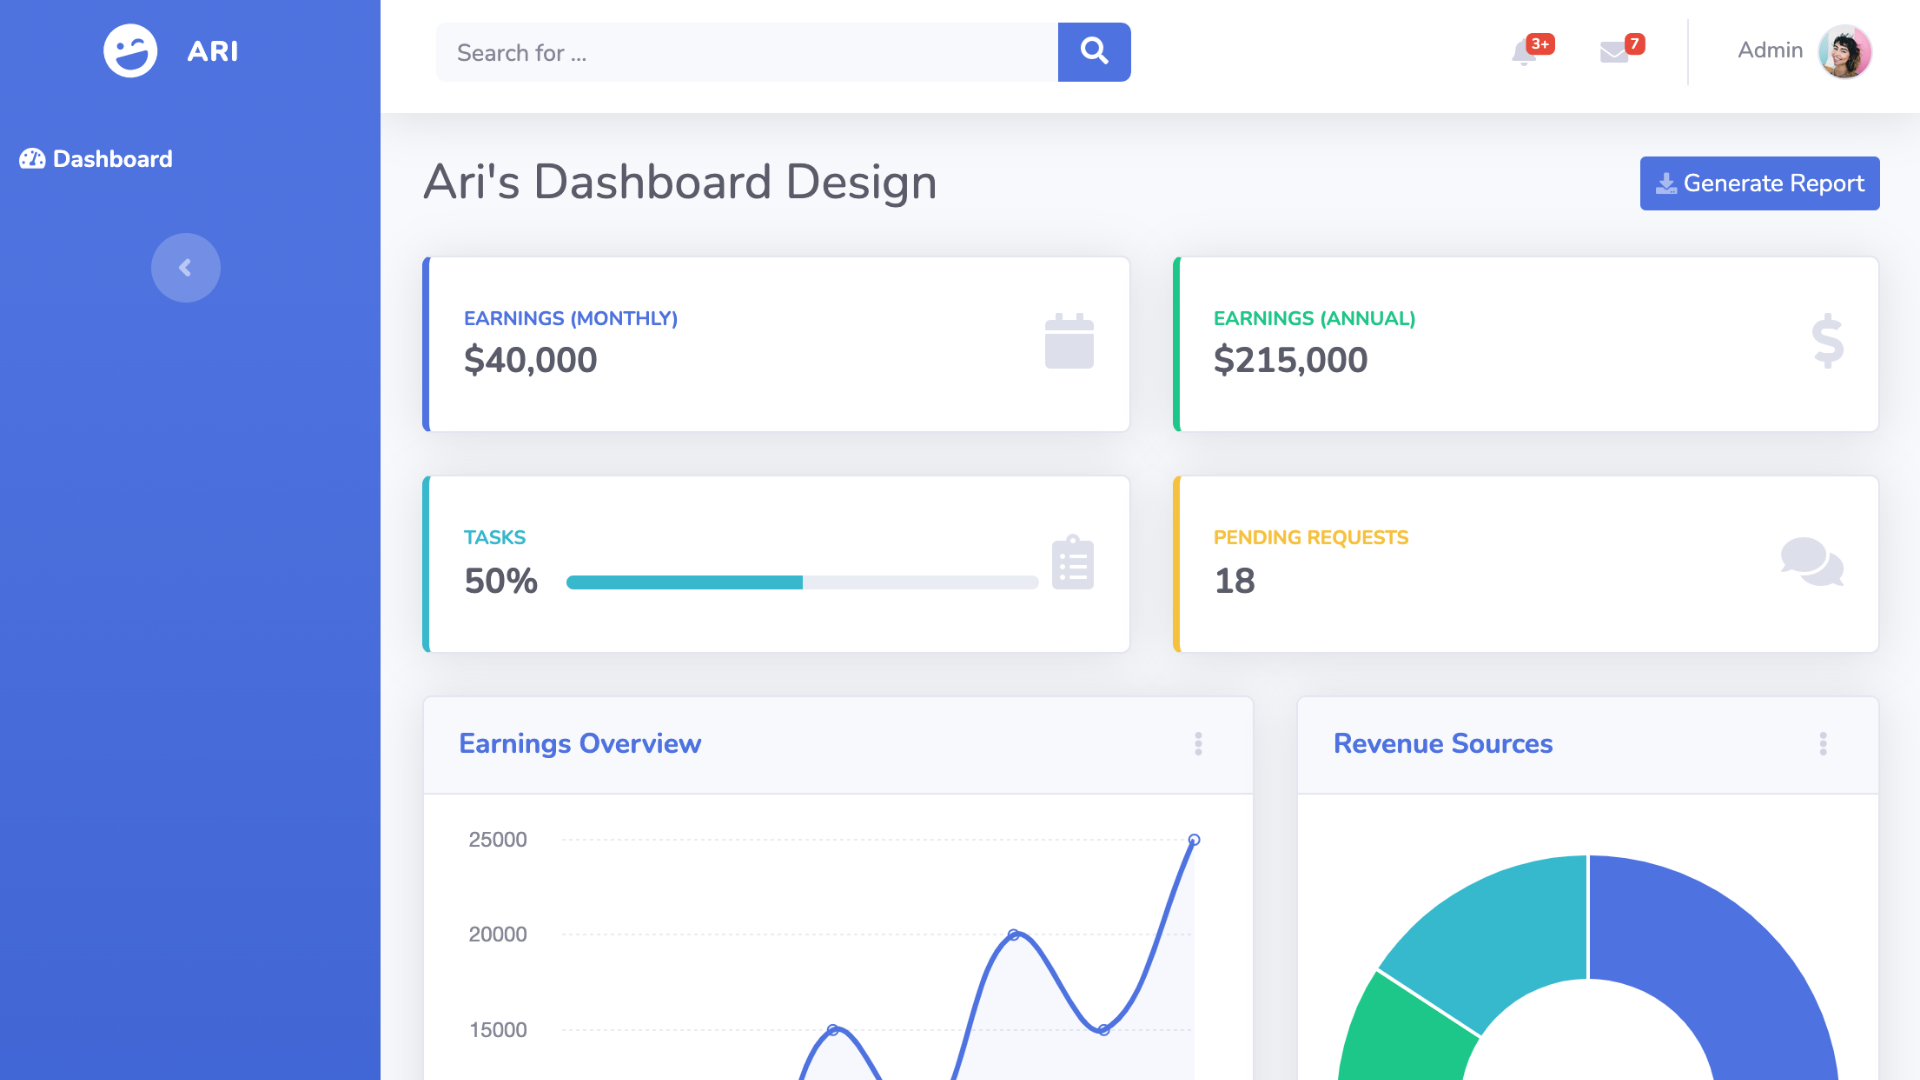 ARI
Search for ...
3+
7
Admin
Dashboard
Ari's Dashboard Design
Generate Report
EARNINGS (MONTHLY)
$40,000
EARNINGS (ANNUAL)
$215,000
TASKS
50%
PENDING REQUESTS
18
Earnings Overview
Revenue Sources
25000
20000
15000